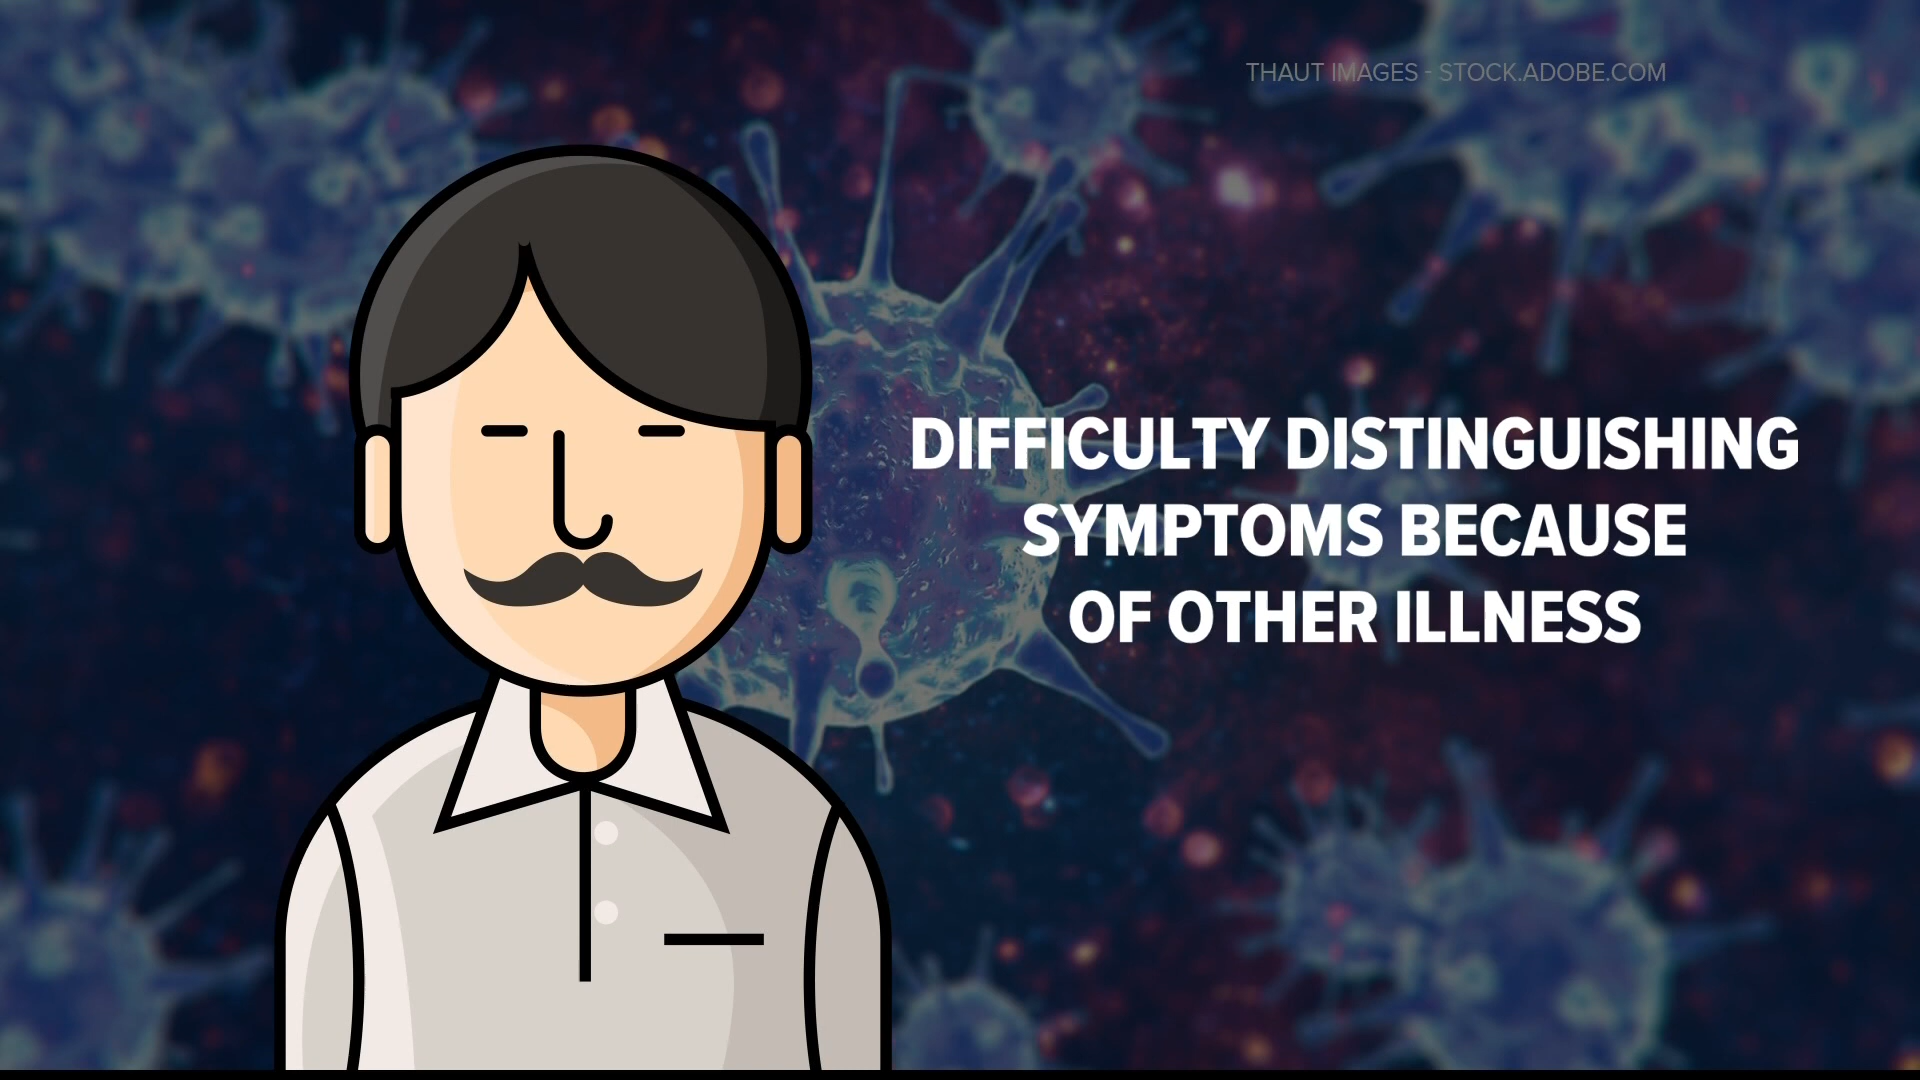 THAUT IMAGES - STOCK.ADOBE.COM
DIFFICULTY DISTINGUISHING
SYMPTOMS BECAUSE
OF OTHER ILLNESS